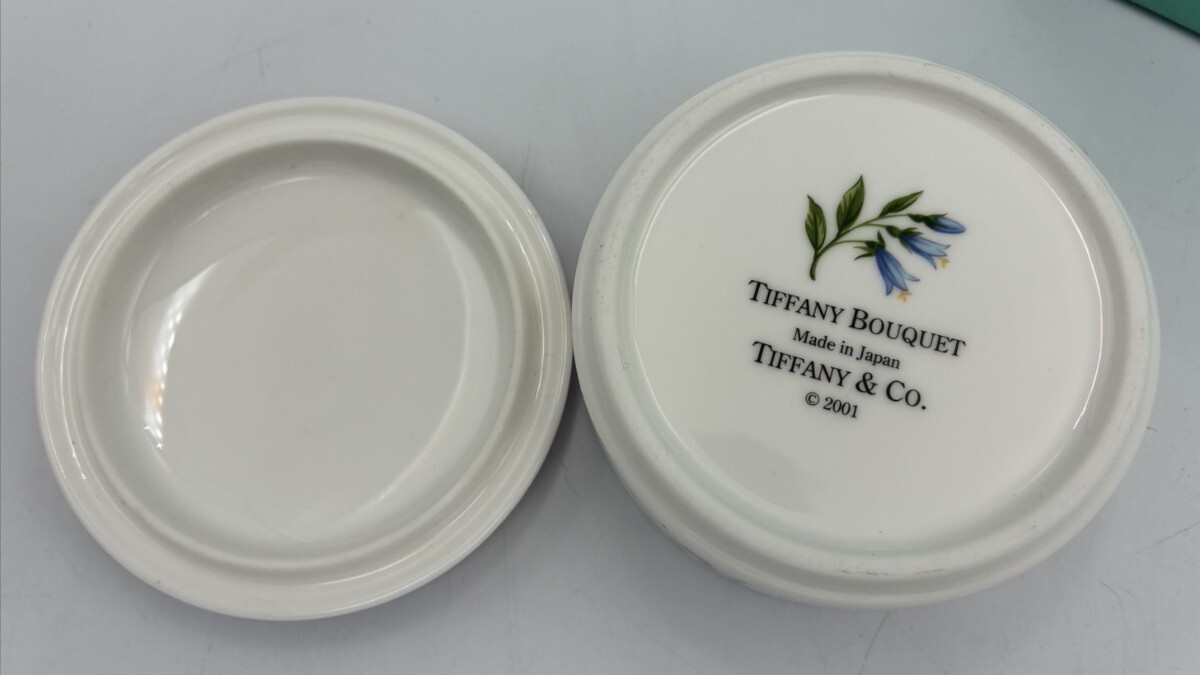 TIFFANY BOUQUET
Made in Japan
TIFFANY & CO.
© 2001